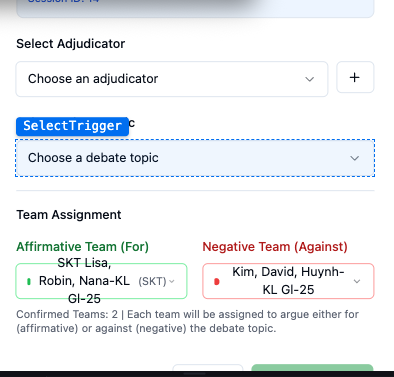 Session ID: 14
Select Adjudicator
Choose an adjudicator
+
SelectTrigger
c
Choose a debate topic
Team Assignment
Affirmative Team (For)
Negative Team (Against)
SKT Lisa,
Robin, Nana-KL
GI-25
(SKT)
Kim, David, Huynh-
KL GI-25
Confirmed Teams: 2 | Each team will be assigned to argue either for
(affirmative) or against (negative) the debate topic.